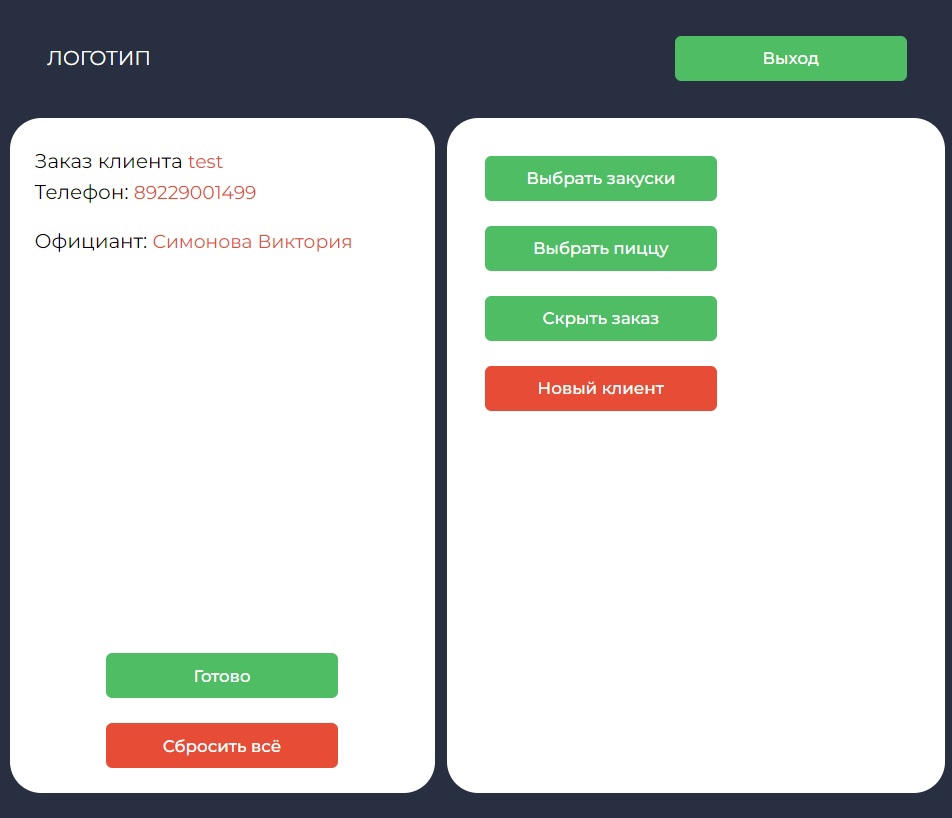 ЛОГОТИП
Выход
Заказ клиента test
Телефон: 89229001499
Официант: Симонова Виктория
Готово
Сбросить всё
Выбрать закуски
Выбрать пиццу
Скрыть заказ
Новый клиент